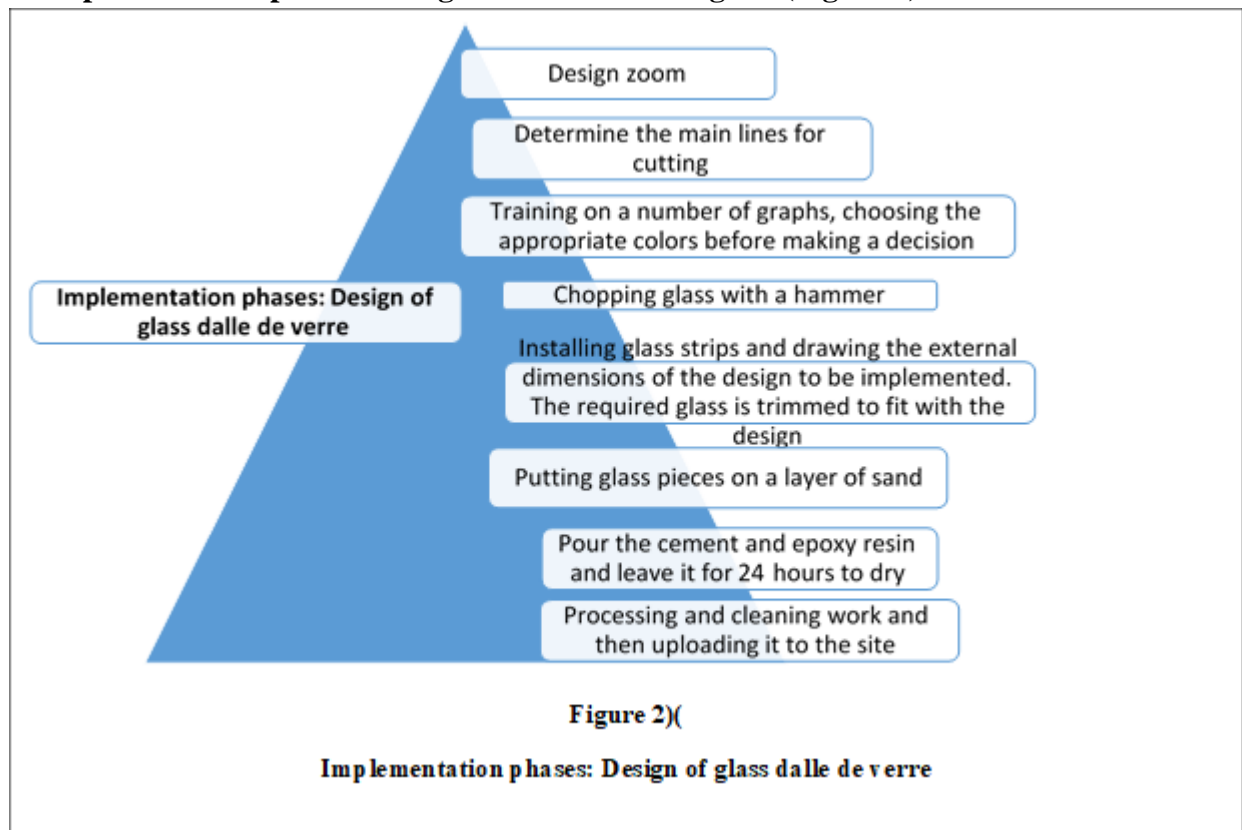 Design zoom
Determine the main lines for
cutting
Training on a number of graphs, choosing the
appropriate colors before making a decision
Implementation phases: Design of
glass dalle de verre
Chopping glass with a hammer
Installing glass strips and drawing the external
dimensions of the design to be implemented.
The required glass is trimmed to fit with the
design
Putting glass pieces on a layer of sand
Pour the cement and epoxy resin
and leave it for 24 hours to dry
Processing and cleaning work and
then uploading it to the site
Figure 2)(
Implementation phases: Design of glass dalle de verre